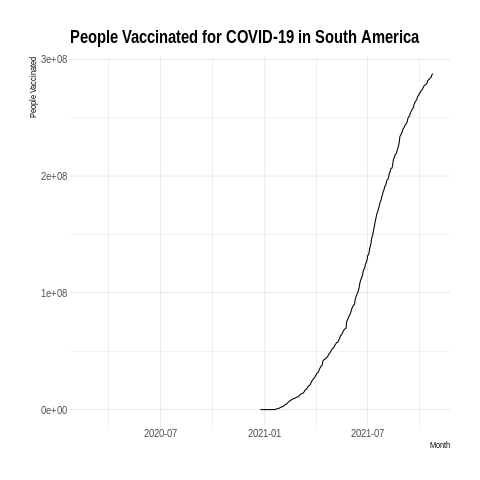 People Vaccinated for COVID-19 in South America
People Vaccinated
3e+08
2e+08
1e+08
0e+00
2020-07
2021-01
2021-07
Month